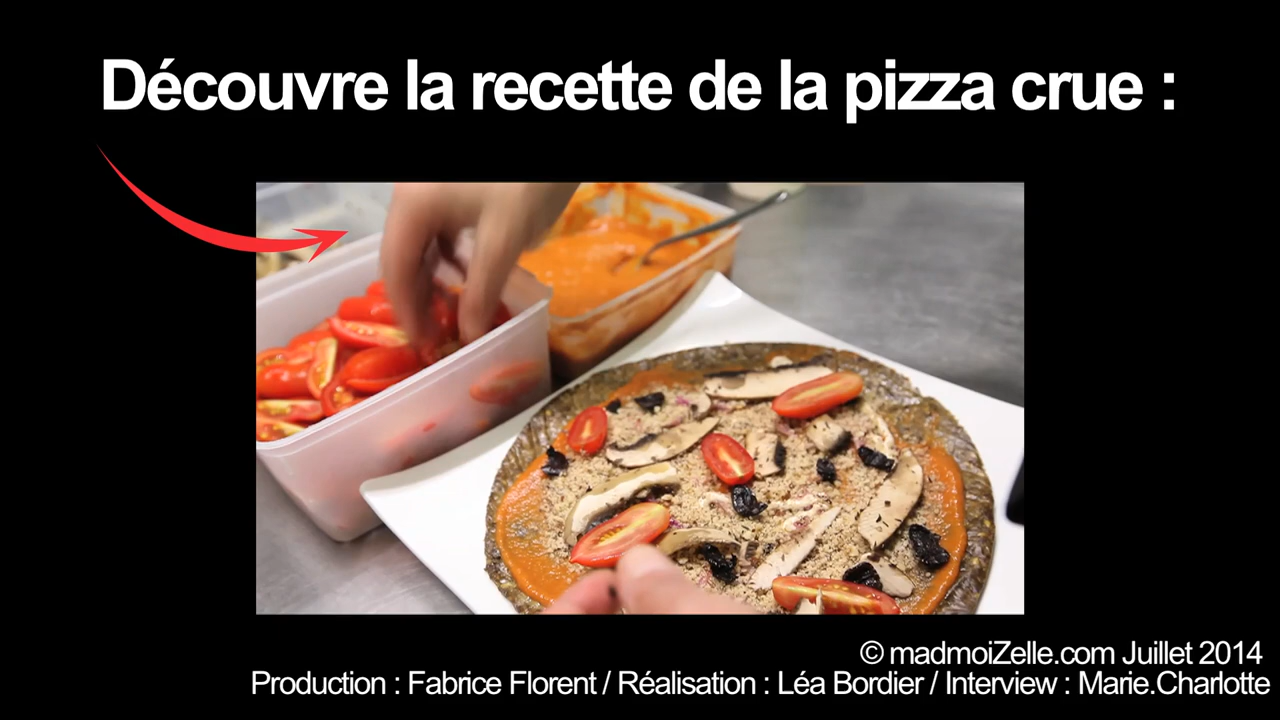 Découvre la recette de la pizza crue :
© madmoiZelle.com Juillet 2014
Production : Fabrice Florent / Réalisation : Léa Bordier / Interview : Marie.Charlotte